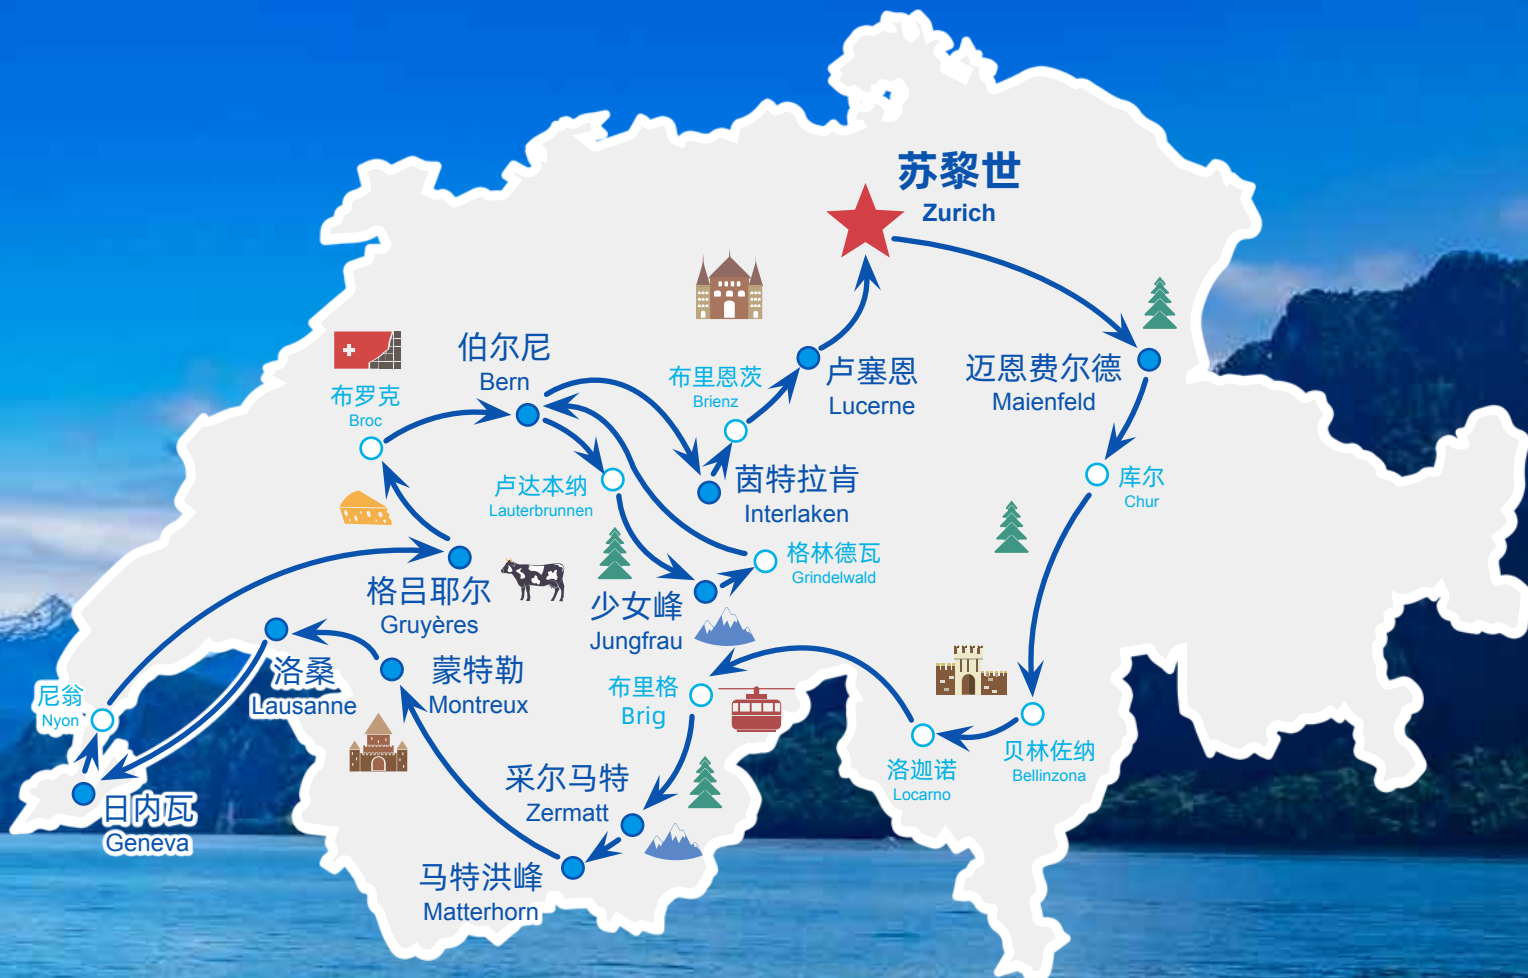 苏黎世
Zurich
伯尔尼
Bern
布罗克
Broc
布里恩茨
Brienz
卢塞恩
Lucerne
迈恩费尔德
Maienfeld
库尔
Chur
卢达本纳
Lauterbrunnen
茵特拉肯
Interlaken
格林德瓦
Grindelwald
格吕耶尔
Gruyères
少女峰
Jungfrau
洛桑
Lausanne
蒙特勒
Montreux
布里格
Brig
尼翁
Nyon
贝林佐纳
Bellinzona
洛迦诺
Locarno
采尔马特
Zermatt
日内瓦
Geneva
马特洪峰
Matterhorn